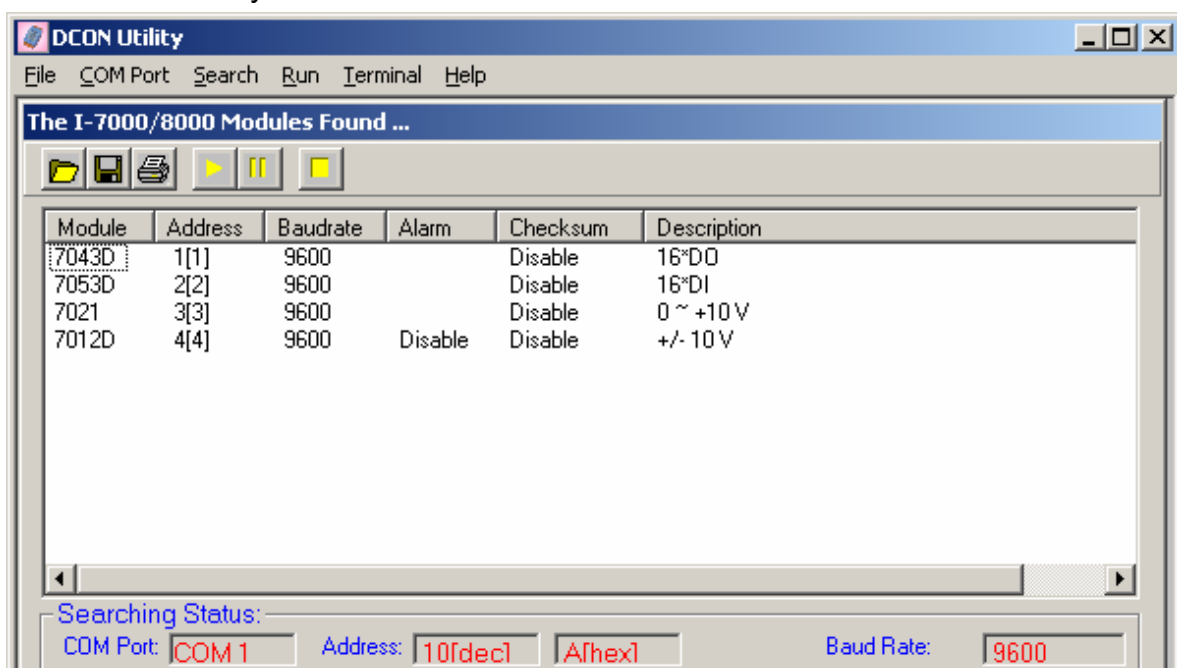 DCON Utility
File COM Port Search Run Terminal Help
The I-7000/8000 Modules Found ...
Module Address Baudrate Alarm Checksum Description
7043D 1[1] 9600 Disable 16*DO
7053D 2[2] 9600 Disable 16*DI
7021 3[3] 9600 Disable 0 ~ +10 V
7012D 4[4] 9600 Disable Disable +/- 10 V
Searching Status:
COM Port: COM 1 Address: 10[dec] A[hex] Baud Rate: 9600